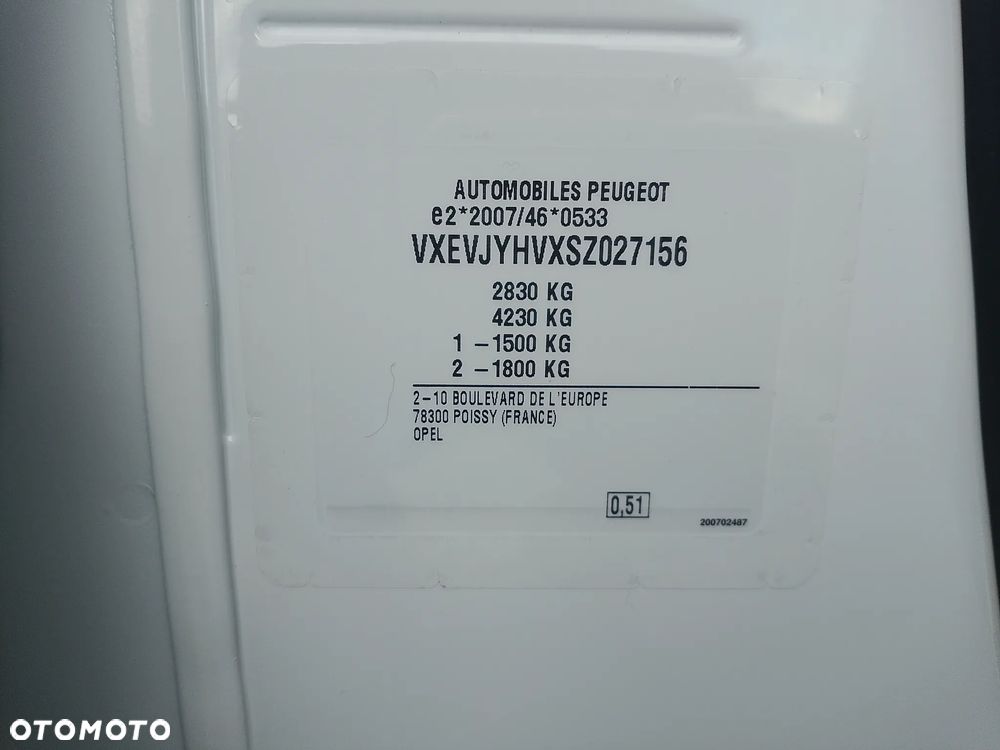 AUTOMOBILES PEUGEOT
e2*2007/46*0533
VXEVJYHVXSZ027156
2830 KG
4230 KG
1 -1500 KG
2 -1800 KG
2-10 BOULEVARD DE L'EUROPE
78300 POISSY (FRANCE)
OPEL
0,51
200702487
OTOMOTO